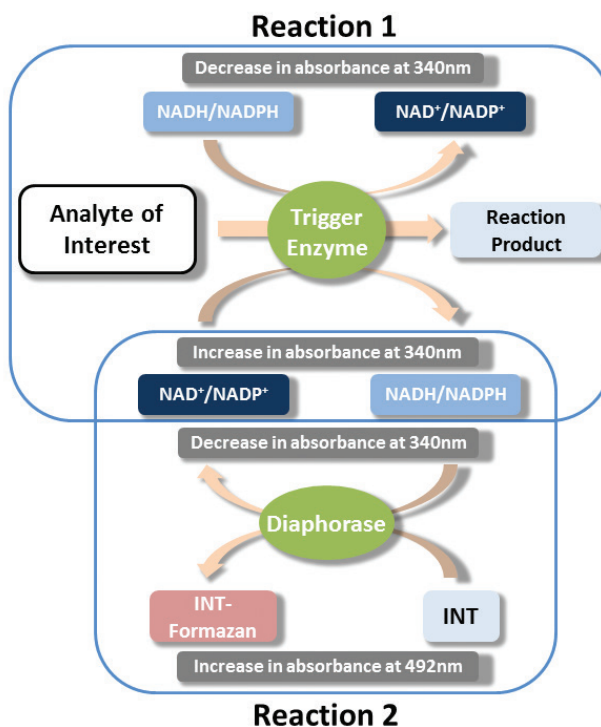 Reaction 1
Decrease in absorbance at 340nm
NADH/NADPH
NAD⁺/NADP⁺
Analyte of
Interest
Trigger
Enzyme
Reaction
Product
Increase in absorbance at 340nm
NAD⁺/NADP⁺
NADH/NADPH
Decrease in absorbance at 340nm
Diaphorase
INT-
Formazan
INT
Increase in absorbance at 492nm
Reaction 2